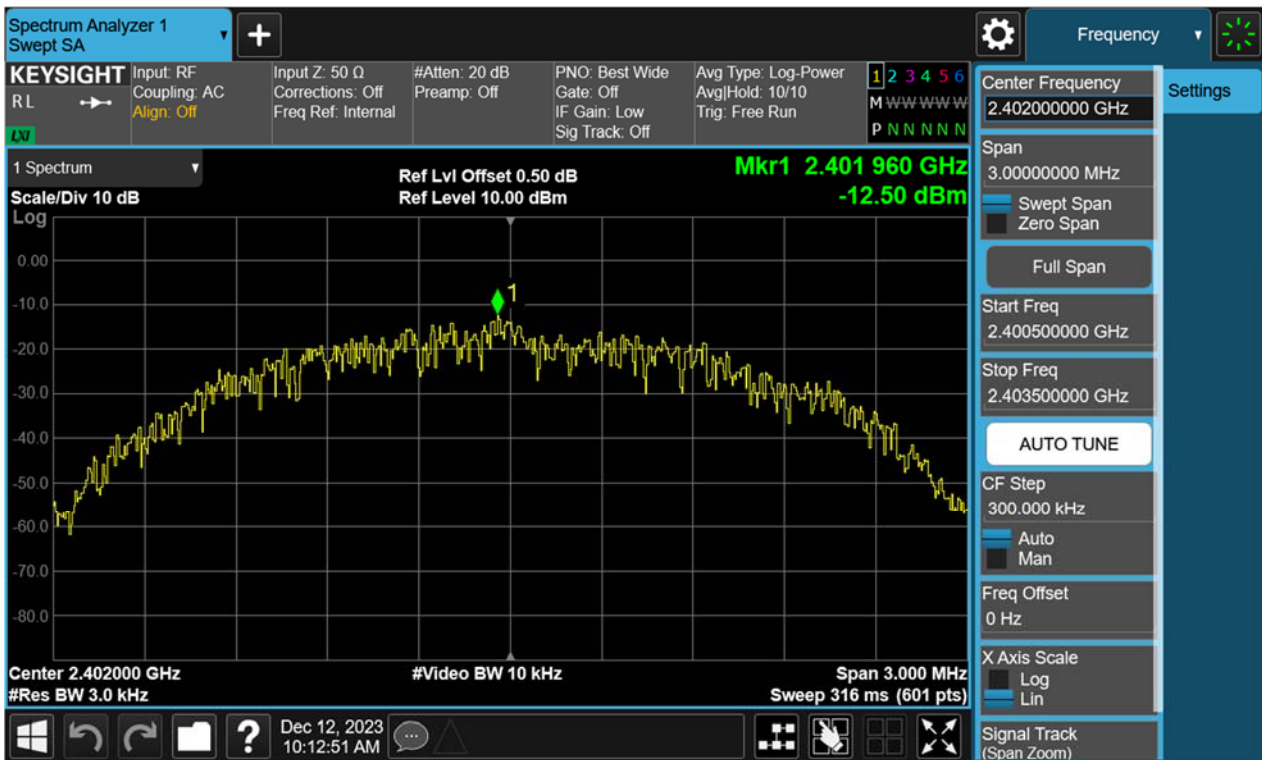 Spectrum Analyzer 1
Swept SA
Frequency
KEYSIGHT
R L
LXI
Input: RF
Coupling: AC
Align: Off
Input Z: 50 Ω
Corrections: Off
Freq Ref: Internal
#Atten: 20 dB
Preamp: Off
PNO: Best Wide
Gate: Off
IF Gain: Low
Sig Track: Off
Avg Type: Log-Power
Avg|Hold: 10/10
Trig: Free Run
1 2 3 4 5 6
M W W W W W
P N N N N N
1 Spectrum
Scale/Div 10 dB
Log
Ref Lvl Offset 0.50 dB
Ref Level 10.00 dBm
Mkr1 2.401 960 GHz
-12.50 dBm
1
0.00
-10.0
-20.0
-30.0
-40.0
-50.0
-60.0
-70.0
-80.0
Center 2.402000 GHz
#Res BW 3.0 kHz
#Video BW 10 kHz
Span 3.000 MHz
Sweep 316 ms (601 pts)
Dec 12, 2023
10:12:51 AM
Center Frequency
2.402000000 GHz
Settings
Span
3.00000000 MHz
Swept Span
Zero Span
Full Span
Start Freq
2.400500000 GHz
Stop Freq
2.403500000 GHz
AUTO TUNE
CF Step
300.000 kHz
Auto
Man
Freq Offset
0 Hz
X Axis Scale
Log
Lin
Signal Track
(Span Zoom)